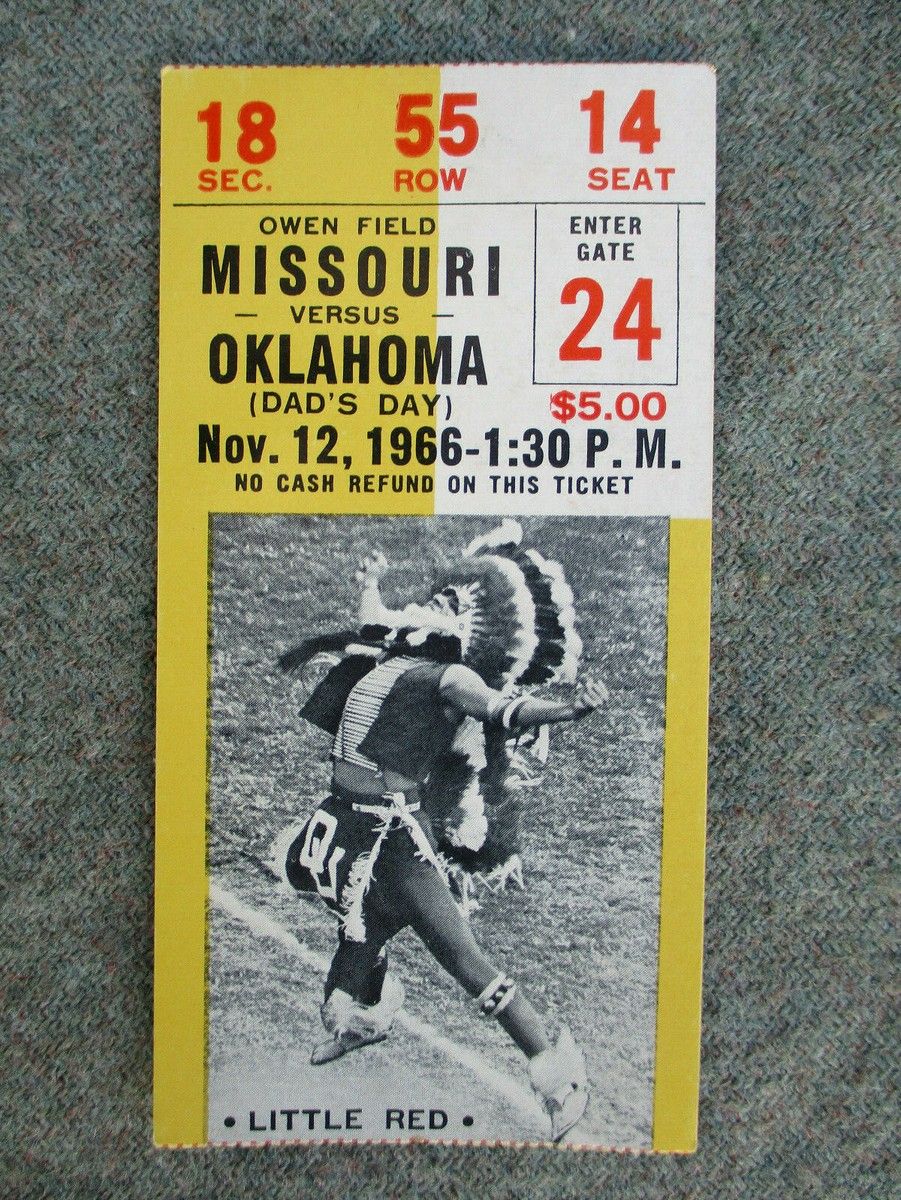 18 55 14
SEC. ROW SEAT
OWEN FIELD
MISSOURI
— VERSUS —
OKLAHOMA
(DAD'S DAY)
ENTER
GATE
24
$5.00
Nov. 12, 1966-1:30 P. M.
NO CASH REFUND ON THIS TICKET
OU
• LITTLE RED •